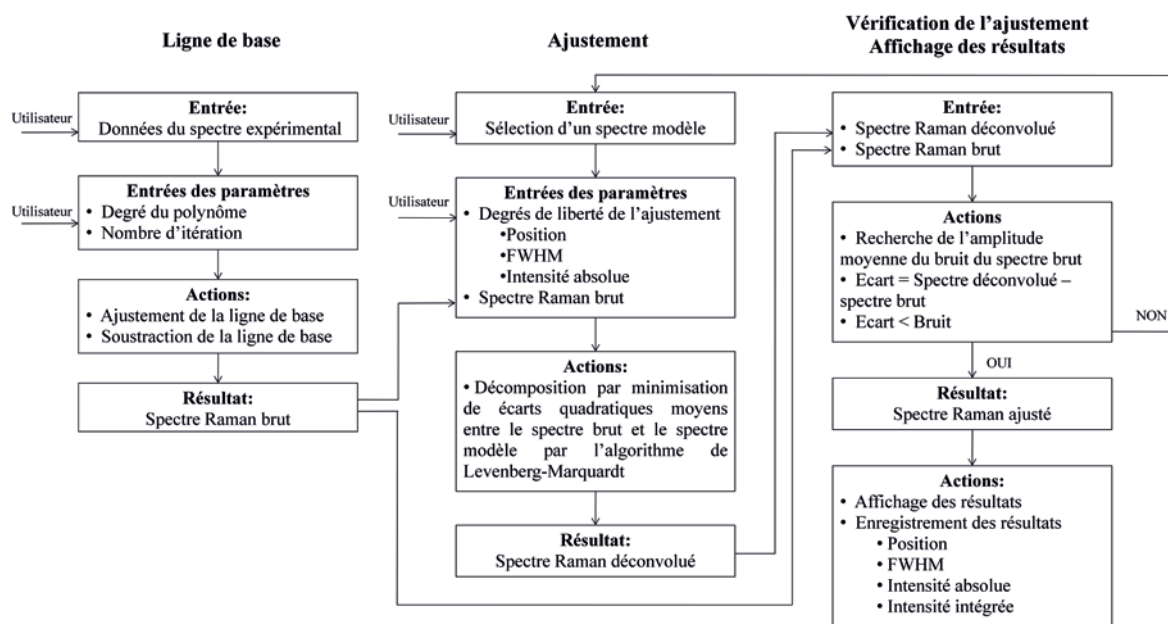 Ligne de base
Utilisateur
Entrée:
Données du spectre expérimental
Utilisateur
Entrées des paramètres
• Degré du polynôme
• Nombre d’itération
Actions:
• Ajustement de la ligne de base
• Soustraction de la ligne de base
Résultat:
Spectre Raman brut
Ajustement
Utilisateur
Entrée:
Sélection d’un spectre modèle
Utilisateur
Entrées des paramètres
• Degrés de liberté de l’ajustement
•Position
•FWHM
•Intensité absolue
• Spectre Raman brut
Actions:
• Décomposition par minimisation
de écarts quadratiques moyens
entre le spectre brut et le spectre
modèle par l’algorithme de
Levenberg-Marquardt
Résultat:
Spectre Raman déconvolué
Vérification de l’ajustement
Affichage des résultats
Entrée:
• Spectre Raman déconvolué
• Spectre Raman brut
Actions
• Recherche de l’amplitude
moyenne du bruit du spectre brut
• Ecart = Spectre déconvolué –
spectre brut
• Ecart < Bruit
NON
OUI
Résultat:
Spectre Raman ajusté
Actions:
• Affichage des résultats
• Enregistrement des résultats
• Position
• FWHM
• Intensité absolue
• Intensité intégrée